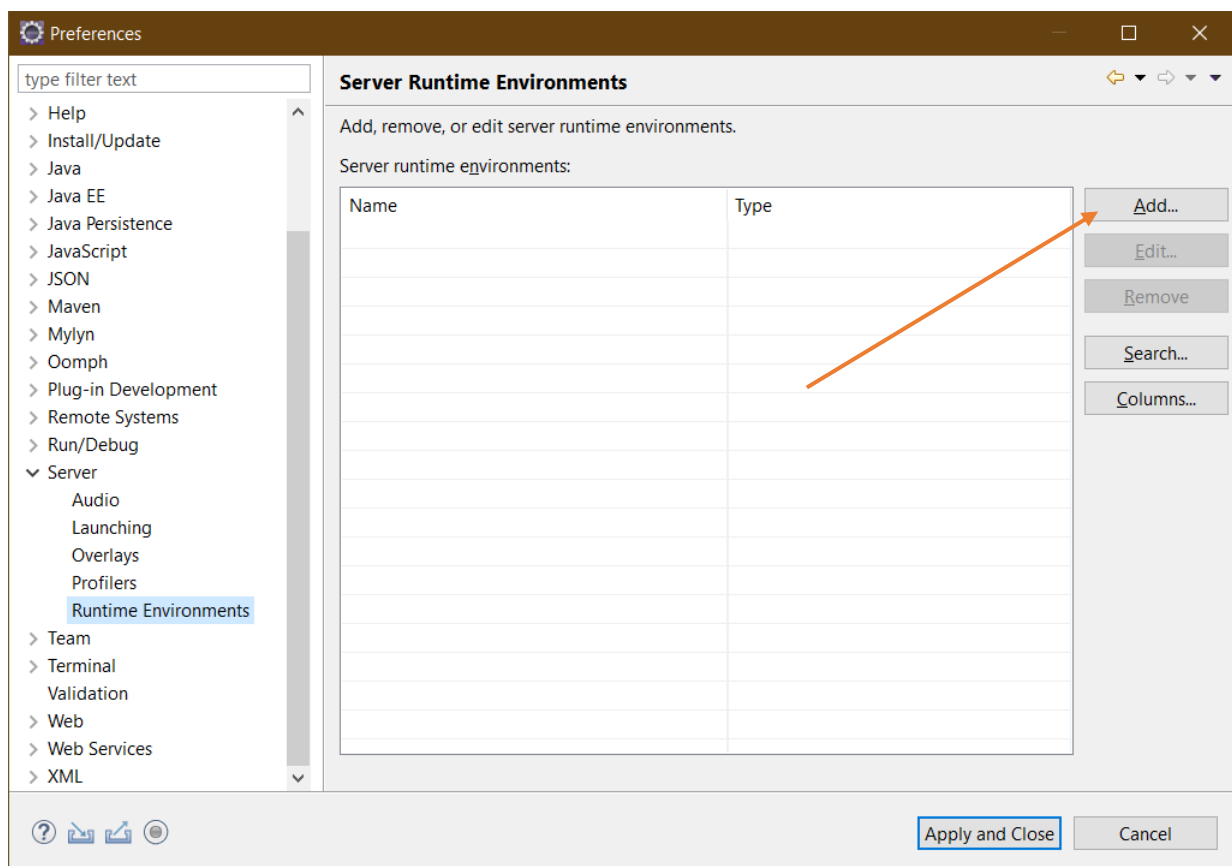 Preferences
type filter text
Help
Install/Update
Java
Java EE
Java Persistence
JavaScript
JSON
Maven
Mylyn
Oomph
Plug-in Development
Remote Systems
Run/Debug
Server
Audio
Launching
Overlays
Profilers
Runtime Environments
Team
Terminal
Validation
Web
Web Services
XML
Server Runtime Environments
Add, remove, or edit server runtime environments.
Server runtime environments:
Name Type
Add...
Edit...
Remove
Search...
Columns...
Apply and Close Cancel